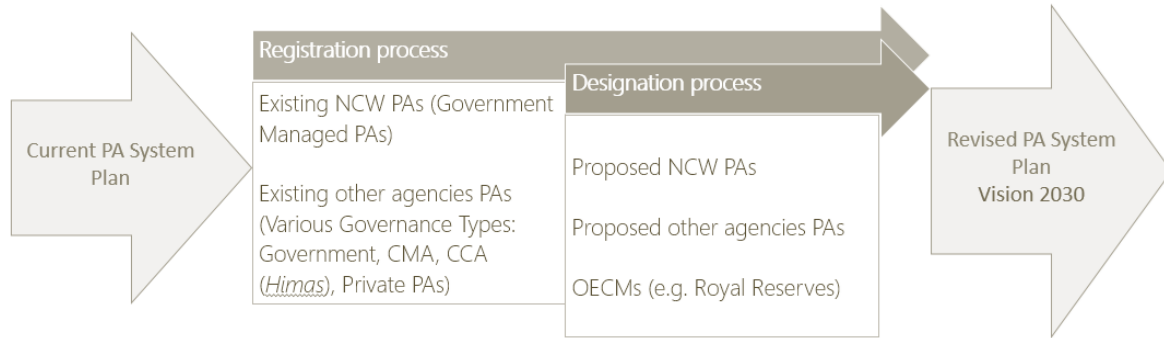 Current PA System
Plan
Registration process
Existing NCW PAs (Government
Managed PAs)
Existing other agencies PAs
(Various Governance Types:
Government, CMA, CCA
(Himas), Private PAs)
Designation process
Proposed NCW PAs
Proposed other agencies PAs
OECMs (e.g. Royal Reserves)
Revised PA System
Plan
Vision 2030